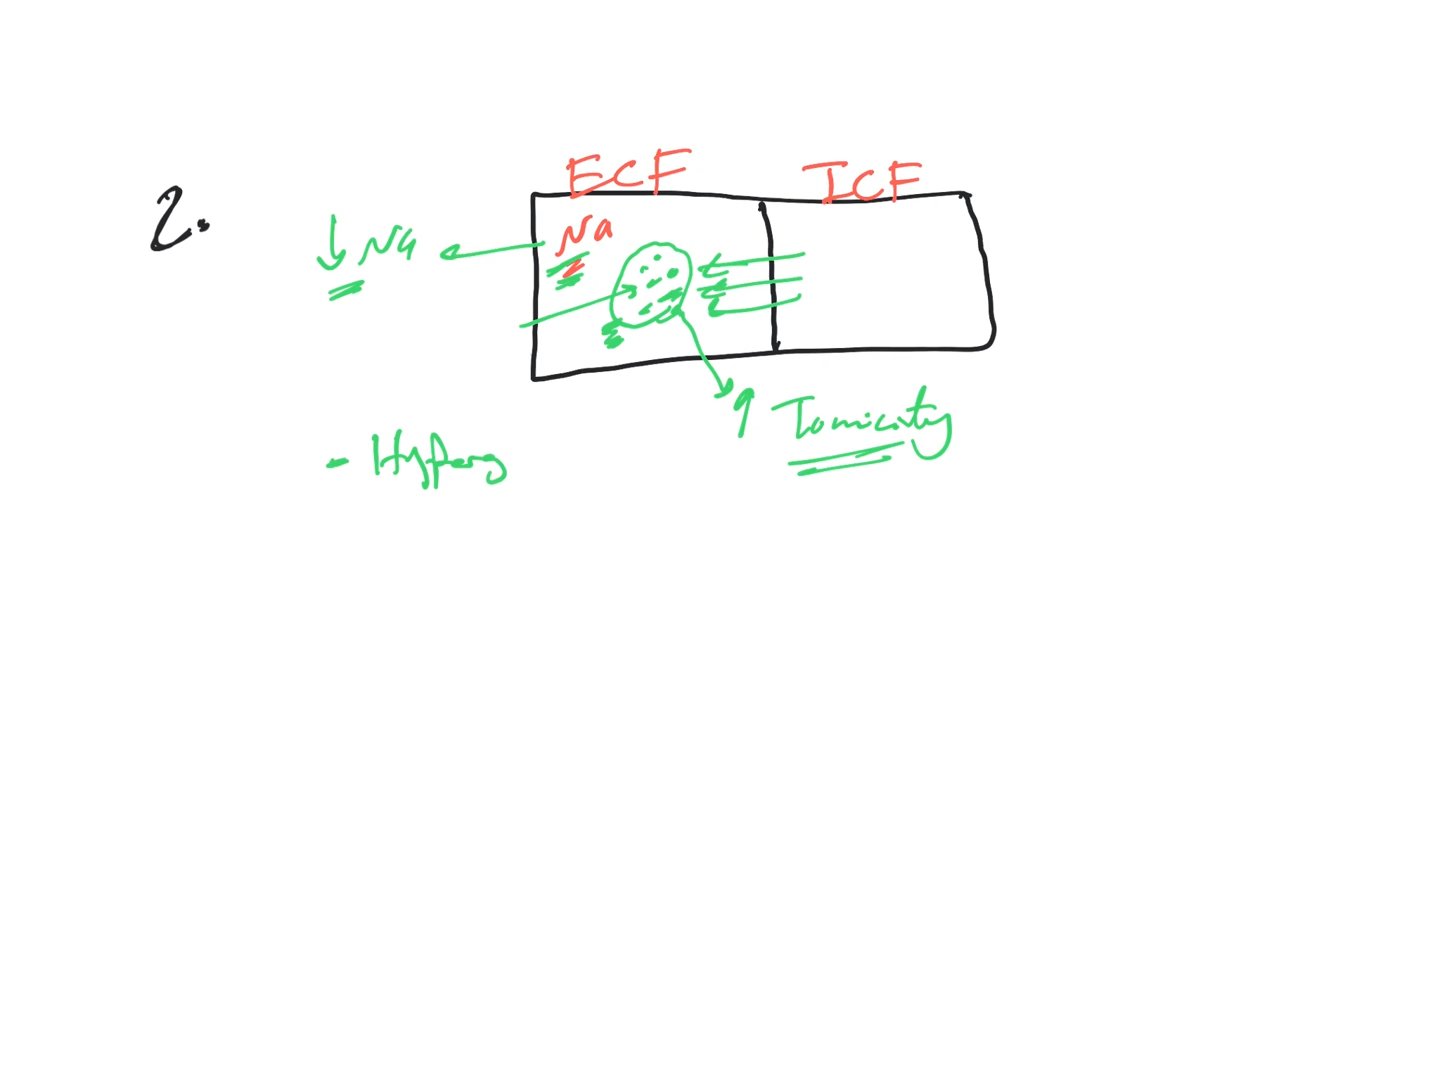 2.
ECF ICF
↓ Na
Na
↑ Tonicity
- Hyperg